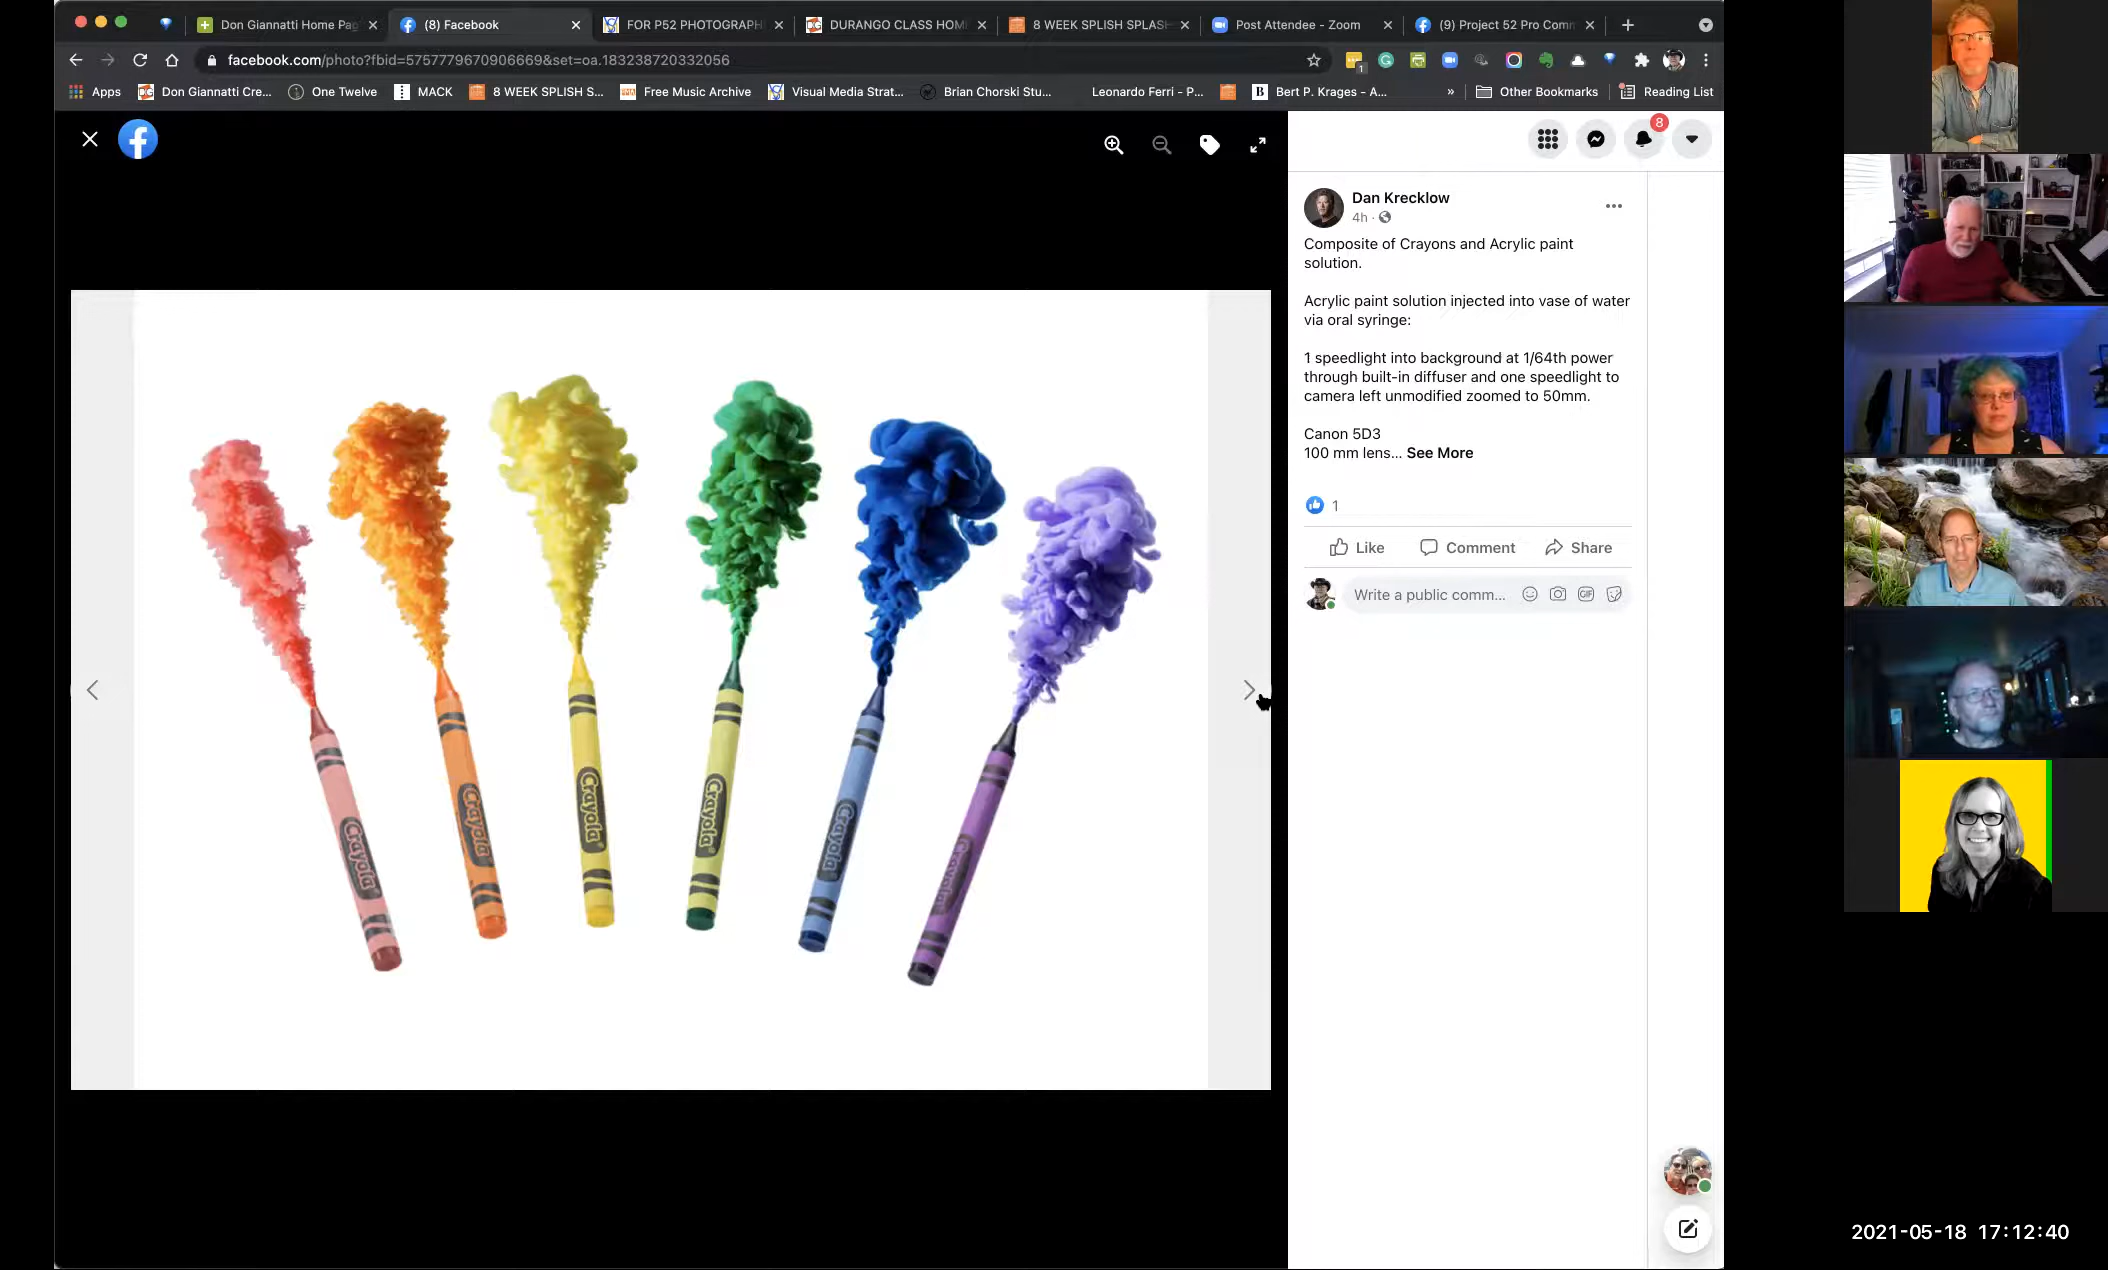 Don Giannatti Home Pag
(8) Facebook
FOR P52 PHOTOGRAPH
DURANGO CLASS HOM
8 WEEK SPLISH SPLASH
Post Attendee - Zoom
(9) Project 52 Pro Comm
facebook.com/photo?fbid=5757779670906669&set=oa.183238720332056
1
Apps
Don Giannatti Cre...
One Twelve
MACK
8 WEEK SPLISH S...
Free Music Archive
Visual Media Strat...
Brian Chorski Stu...
Leonardo Ferri - P...
B
Bert P. Krages - A...
»
Other Bookmarks
Reading List
8
Dan Krecklow
4h ·
Composite of Crayons and Acrylic paint
solution.
Acrylic paint solution injected into vase of water
via oral syringe:
1 speedlight into background at 1/64th power
through built-in diffuser and one speedlight to
camera left unmodified zoomed to 50mm.
Canon 5D3
100 mm lens... See More
1
Like
Comment
Share
Write a public comm...
GIF
Crayola
Crayola
Crayola
Crayola
Crayola
Crayola
2021-05-18 17:12:40